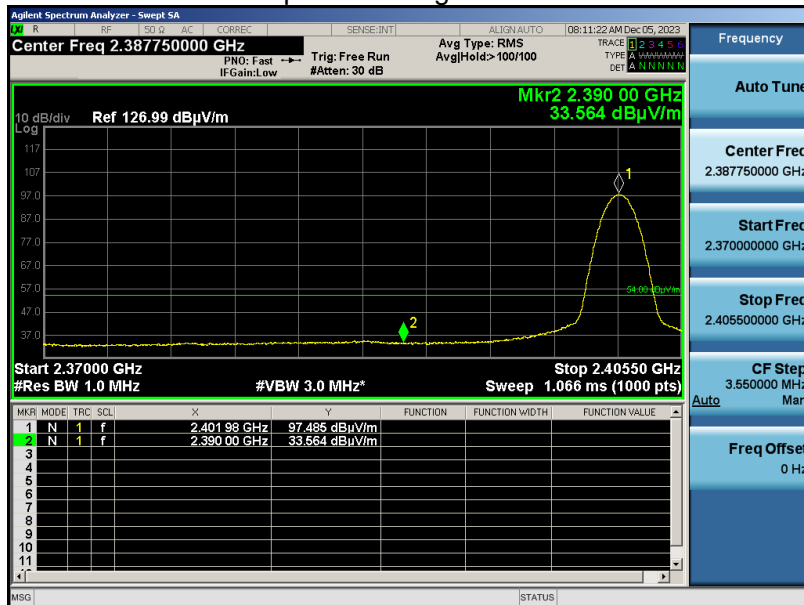 Agilent Spectrum Analyzer - Swept SA
LXI R RF 50 Ω AC CORREC SENSE:INT ALIGN AUTO 08:11:22 AM Dec 05, 2023
Center Freq 2.387750000 GHz
PNO: Fast
IFGain:Low
Trig: Free Run
#Atten: 30 dB
Avg Type: RMS
Avg|Hold:>100/100
TRACE 1 2 3 4 5 6
TYPE A WWWWW
DET A N N N N N
Mkr2 2.390 00 GHz
33.564 dBµV/m
10 dB/div Ref 126.99 dBµV/m
Log
117
107
97.0
87.0
77.0
67.0
57.0
47.0
37.0
1
54.00 dBµV/m
2
Start 2.37000 GHz Stop 2.40550 GHz
#Res BW 1.0 MHz #VBW 3.0 MHz* Sweep 1.066 ms (1000 pts)
MKR MODE TRC SCL X Y FUNCTION FUNCTION WIDTH FUNCTION VALUE
1 N 1 f 2.401 98 GHz 97.485 dBµV/m
2 N 1 f 2.390 00 GHz 33.564 dBµV/m
3
4
5
6
7
8
9
10
11
MSG STATUS
Frequency
Auto Tune
Center Freq
2.387750000 GHz
Start Freq
2.370000000 GHz
Stop Freq
2.405500000 GHz
CF Step
3.550000 MHz
Auto Man
Freq Offset
0 Hz